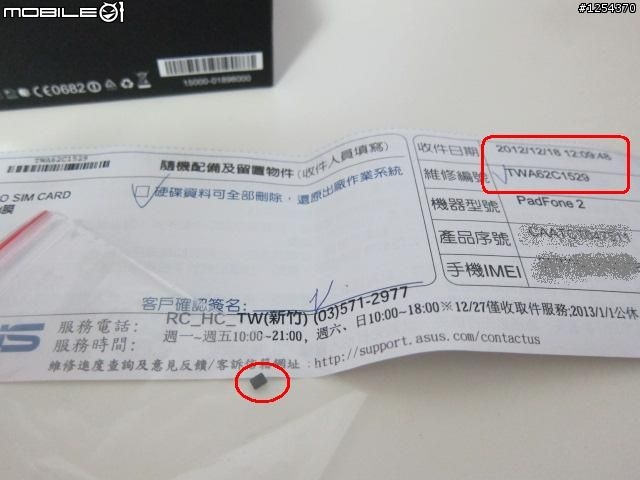 MOBILE01
#1254370
CE0682
15000-01896000
TWA62C1529
隨機配備及留置物件 (收件人員填寫)
收件日期
2012/12/18 12:09:48
O SIM CARD
膜
硬碟資料可全部刪除，還原出廠作業系統
維修編號
TWA62C1529
機器型號
PadFone 2
產品序號
手機IMEI
客戶確認簽名:
RC_HC_TW(新竹) (03)571-2977
服務電話:
服務時間:
週一~週五10:00~21:00, 週六、日10:00~18:00※12/27僅收取件服務;2013/1/1公休
維修進度查詢及意見反饋/客訴信箱網址:http://support.asus.com/contactus